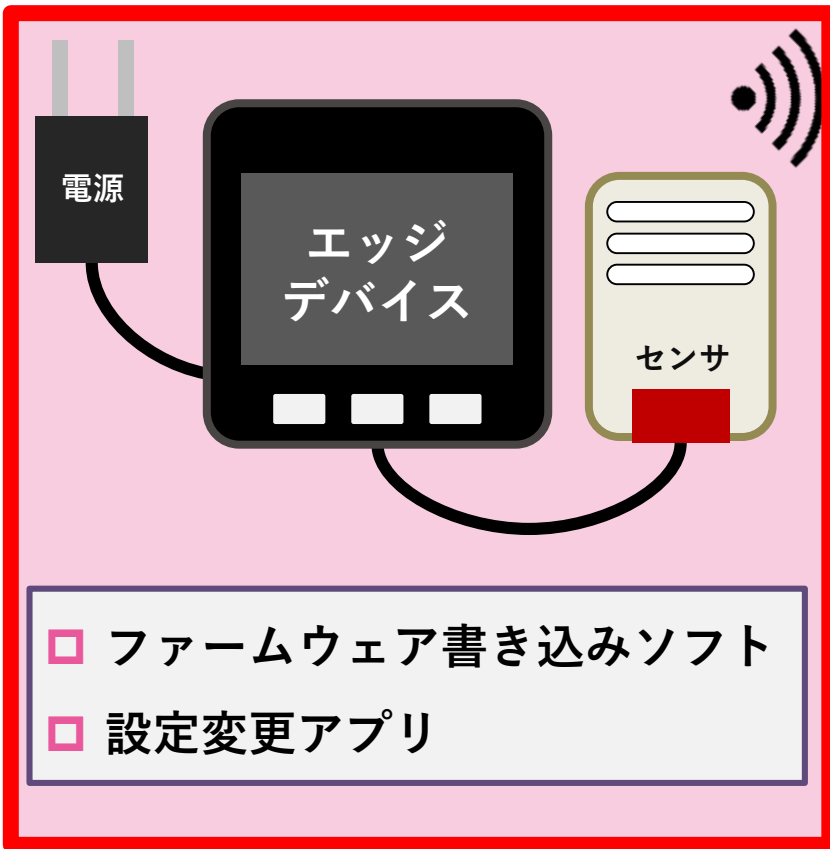 電源
エッジ
デバイス
センサ
ファームウェア書き込みソフト
設定変更アプリ